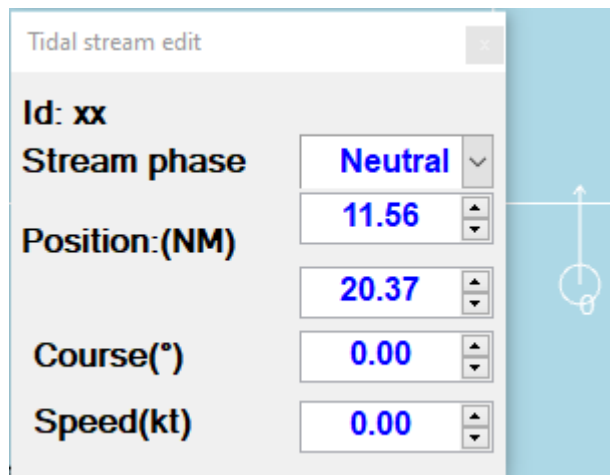 Tidal stream edit
x
Id: xx
Stream phase Neutral
11.56
Position:(NM)
20.37
Course(°) 0.00
Speed(kt) 0.00
0